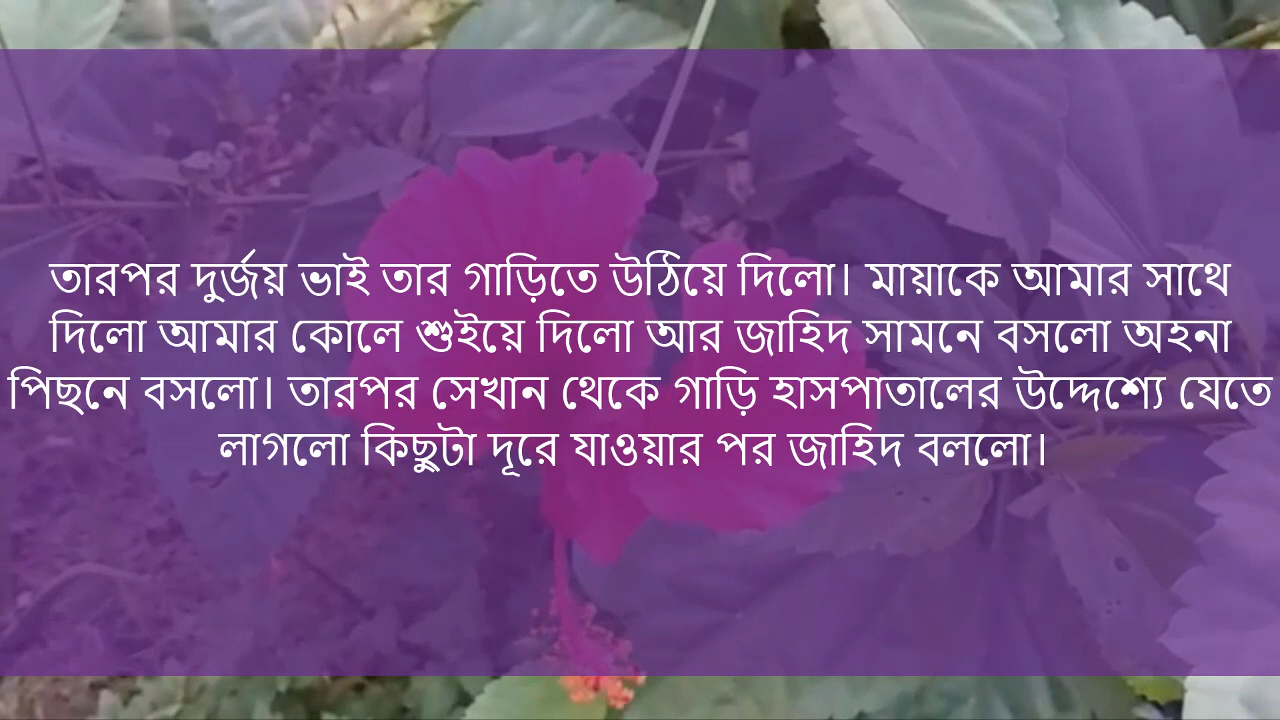 তারপর দুর্জয় ভাই তার গাড়িতে উঠিয়ে দিলো। মায়াকে আমার সাথে
দিলো আমার কোলে শুইয়ে দিলো আর জাহিদ সামনে বসলো অহনা
পিছনে বসলো। তারপর সেখান থেকে গাড়ি হাসপাতালের উদ্দেশ্যে যেতে
লাগলো কিছুটা দূরে যাওয়ার পর জাহিদ বললো।